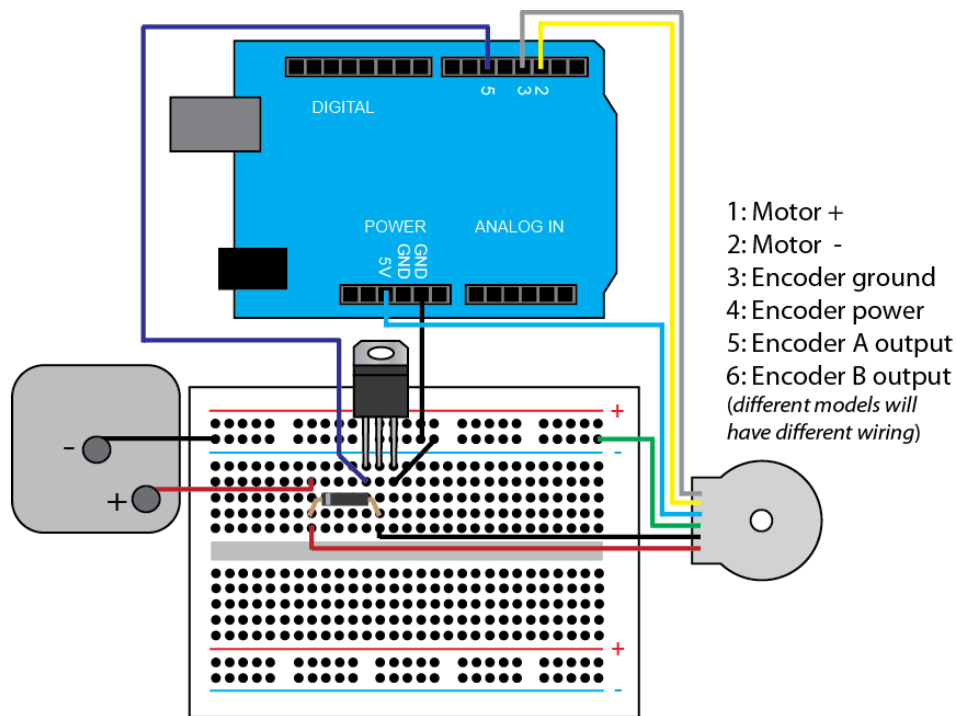 5
3
2
DIGITAL
POWER
ANALOG IN
5V
GND
GND
1: Motor +
2: Motor -
3: Encoder ground
4: Encoder power
5: Encoder A output
6: Encoder B output
(different models will
have different wiring)
-
+
+
-
+
-